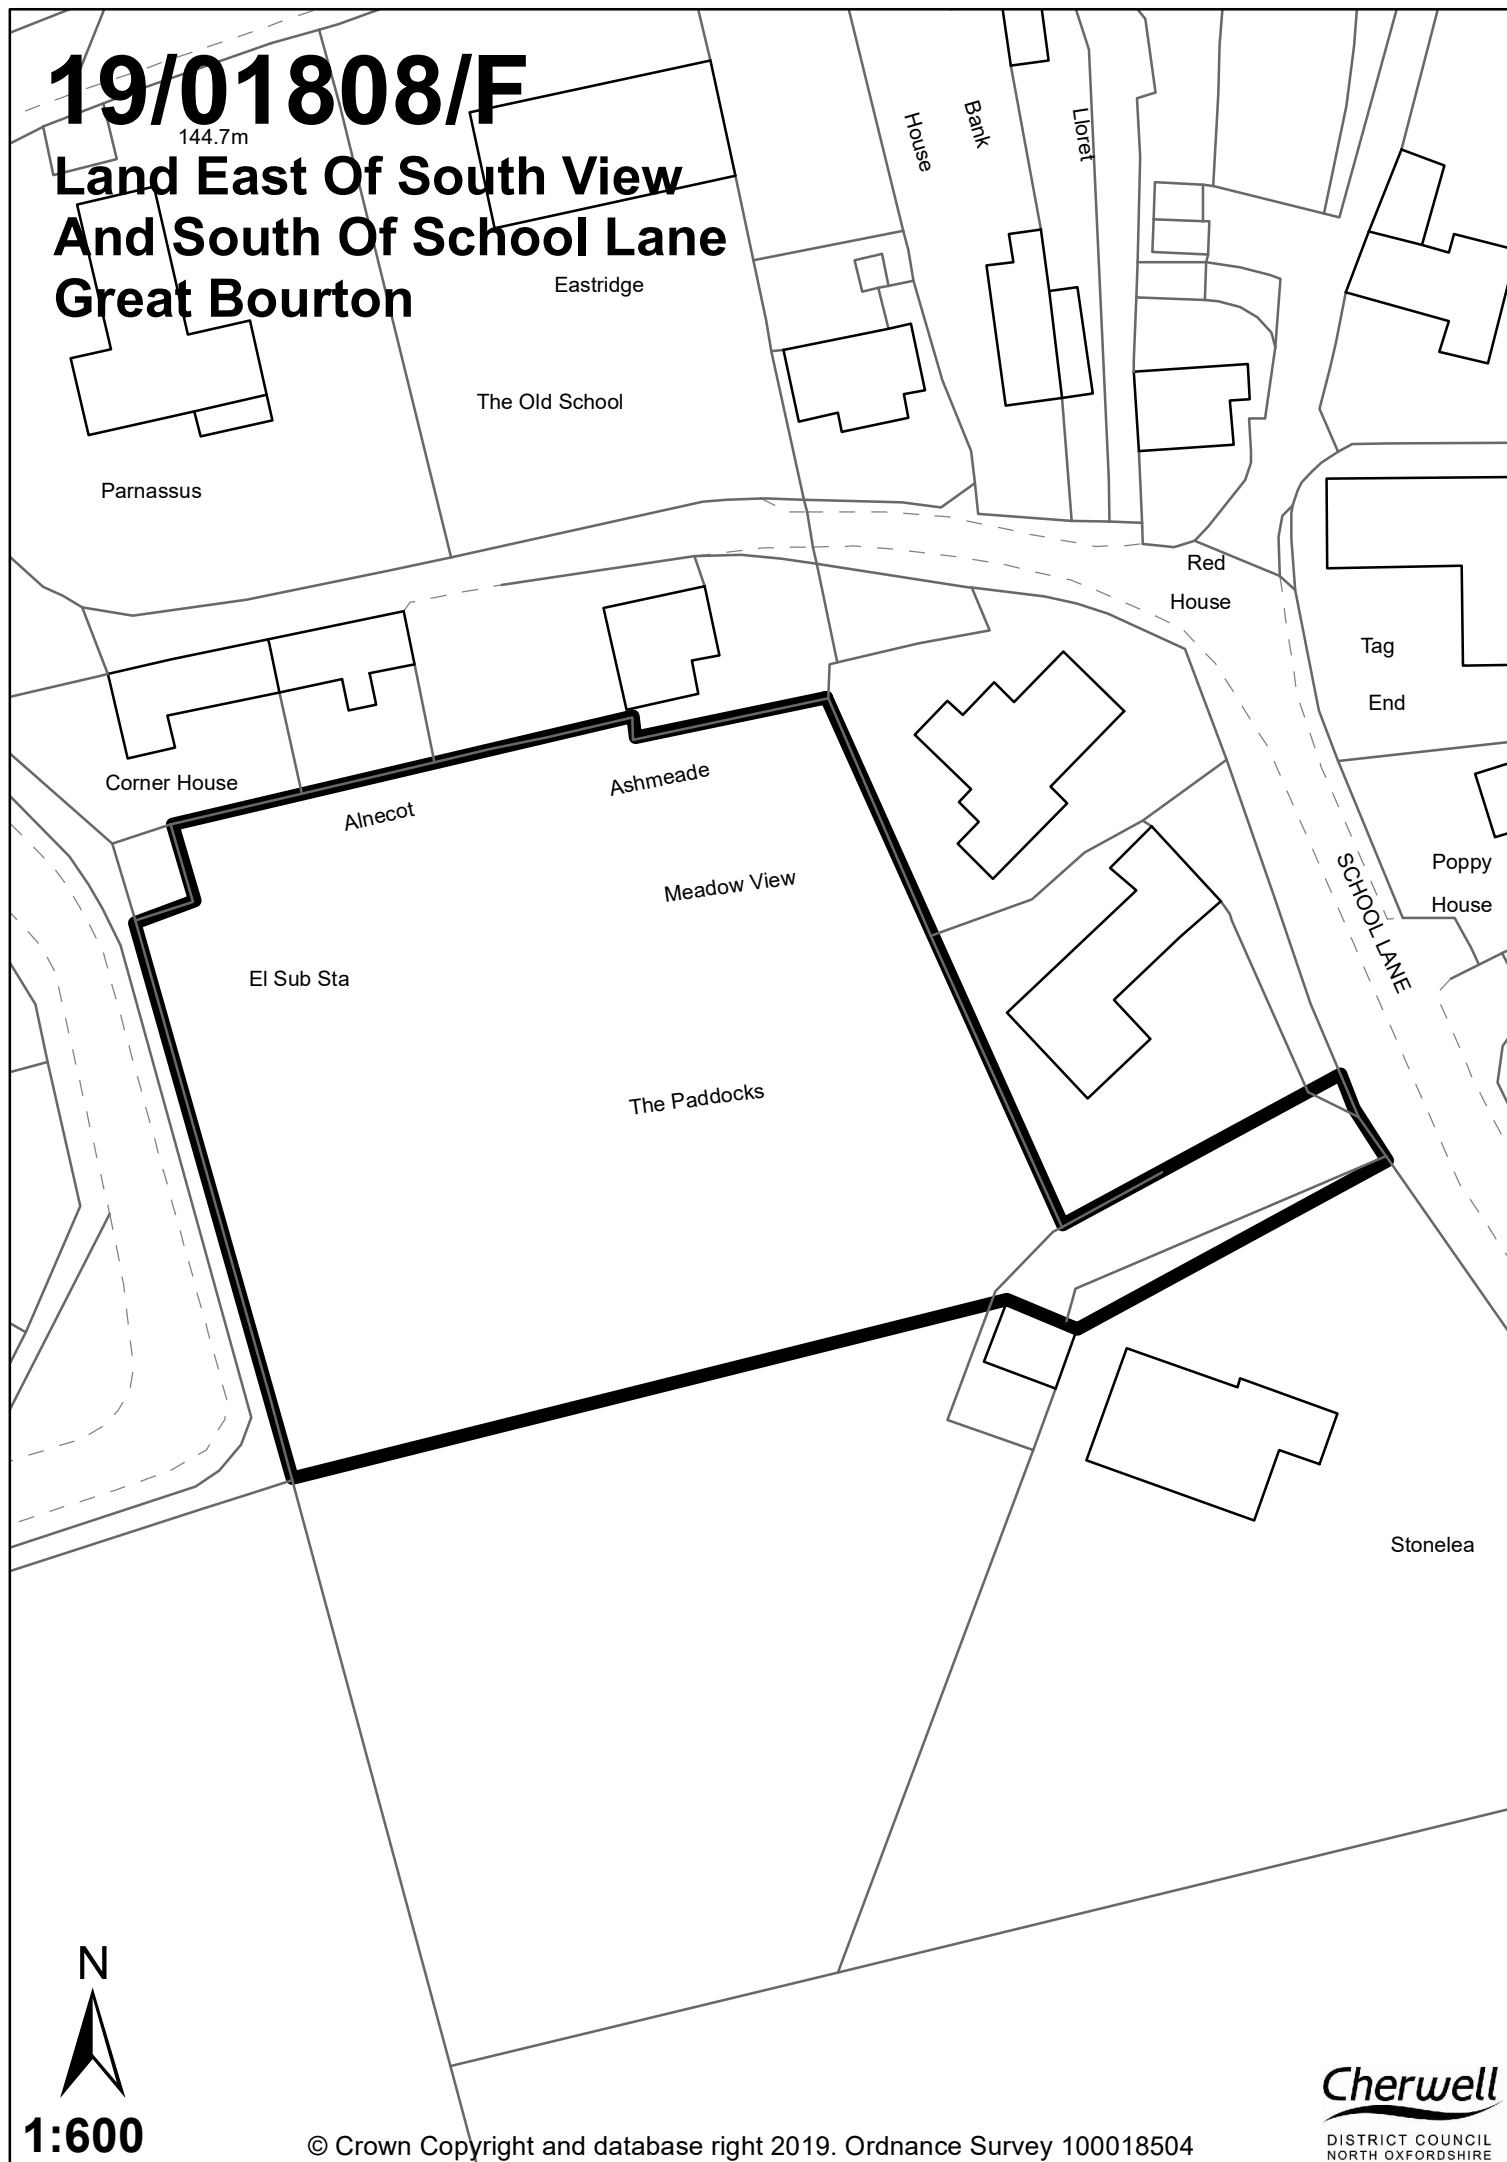 19/01808/F
144.7m
Land East Of South View
And South Of School Lane
Great Bourton
House
Bank
Lloret
Eastridge
The Old School
Parnassus
Red
House
Tag
End
Corner House
Alnecot
Ashmeade
Meadow View
SCHOOL LANE
Poppy
House
El Sub Sta
The Paddocks
Stonelea
N
1:600
© Crown Copyright and database right 2019. Ordnance Survey 100018504
Cherwell
DISTRICT COUNCIL
NORTH OXFORDSHIRE